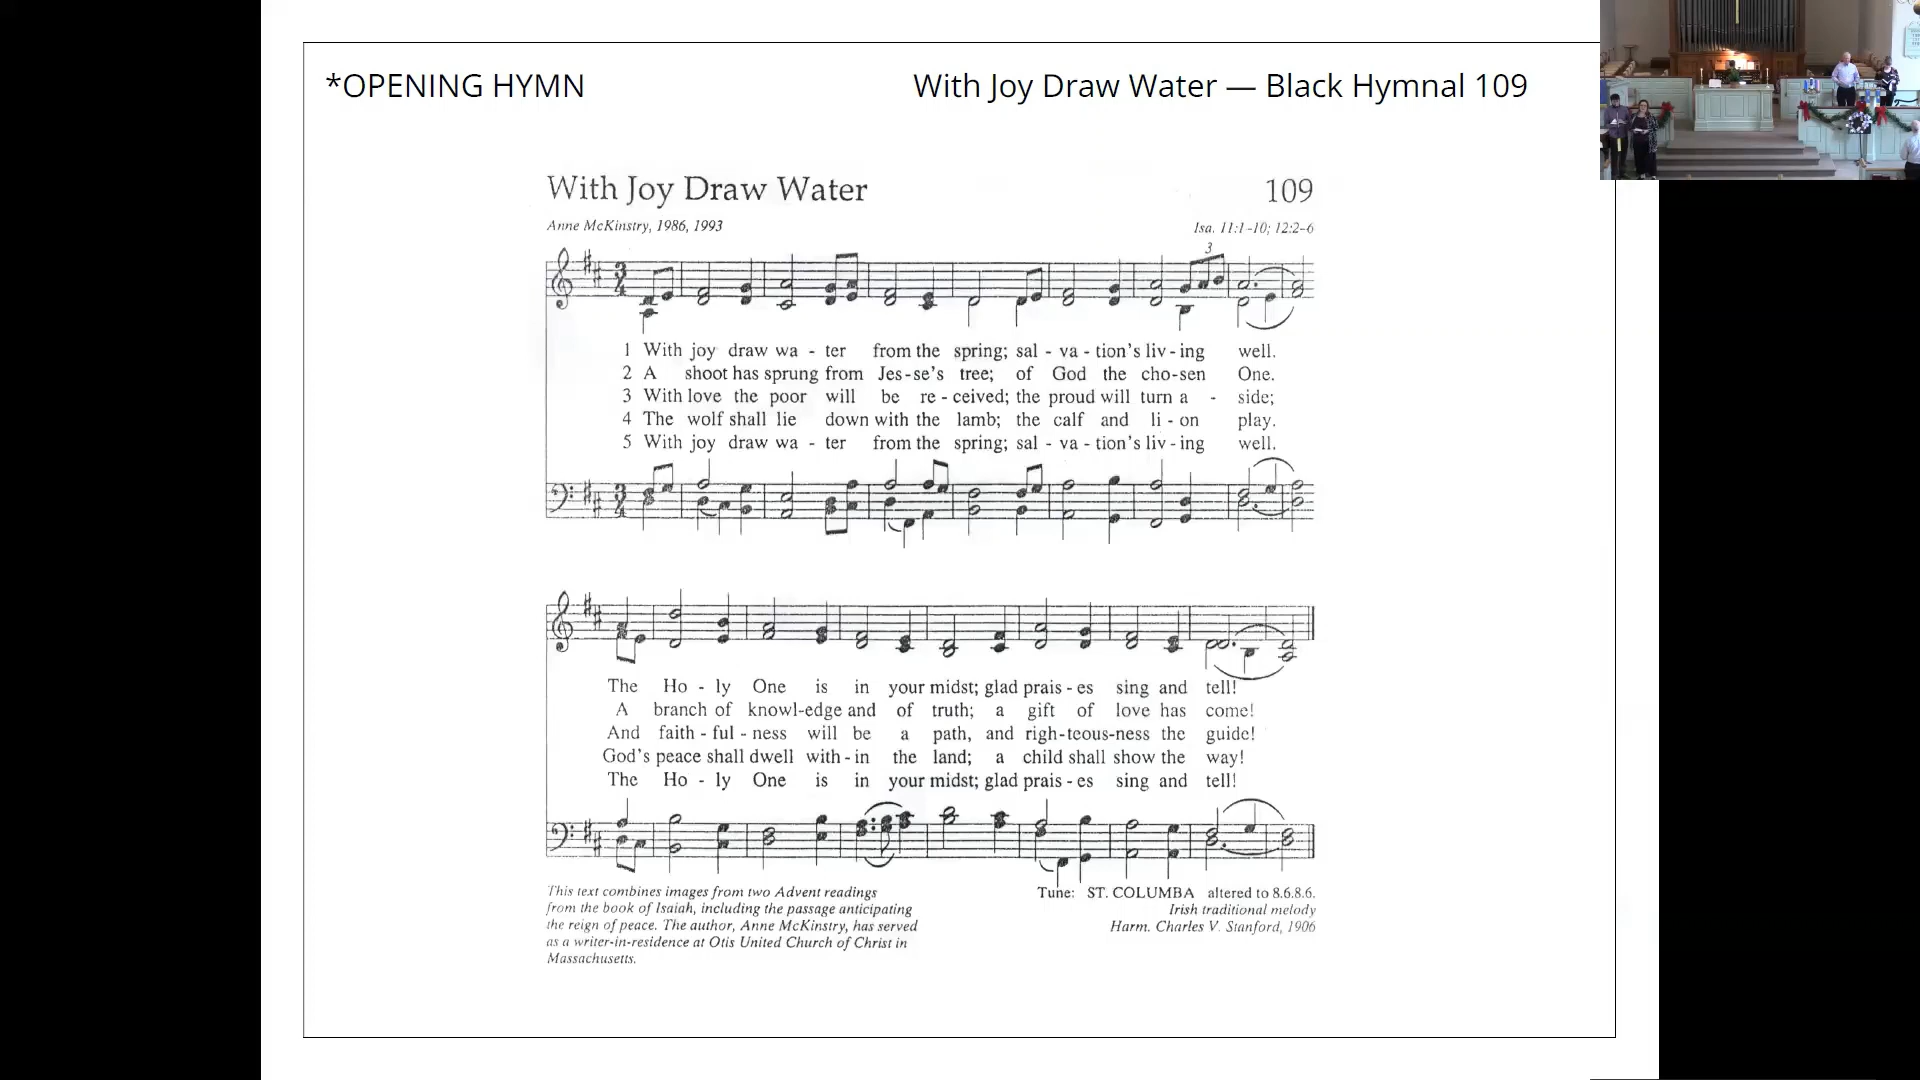 *OPENING HYMN With Joy Draw Water — Black Hymnal 109
With Joy Draw Water 109
Anne McKinstry, 1986, 1993 Isa. 11:1-10; 12:2-6
3
3
4
1 With joy draw wa - ter from the spring; sal - va - tion's liv - ing well.
2 A shoot has sprung from Jes - se's tree; of God the cho - sen One.
3 With love the poor will be re - ceived; the proud will turn a - side;
4 The wolf shall lie down with the lamb; the calf and li - on play.
5 With joy draw wa - ter from the spring; sal - va - tion's liv - ing well.
3
4
The Ho - ly One is in your midst; glad prais - es sing and tell!
A branch of knowl - edge and of truth; a gift of love has come!
And faith - ful - ness will be a path, and righ - teous - ness the guide!
God's peace shall dwell with - in the land; a child shall show the way!
The Ho - ly One is in your midst; glad prais - es sing and tell!
This text combines images from two Advent readings
from the book of Isaiah, including the passage anticipating
the reign of peace. The author, Anne McKinstry, has served
as a writer-in-residence at Otis United Church of Christ in
Massachusetts.
Tune: ST. COLUMBA altered to 8.6.8.6.
Irish traditional melody
Harm. Charles V. Stanford, 1906